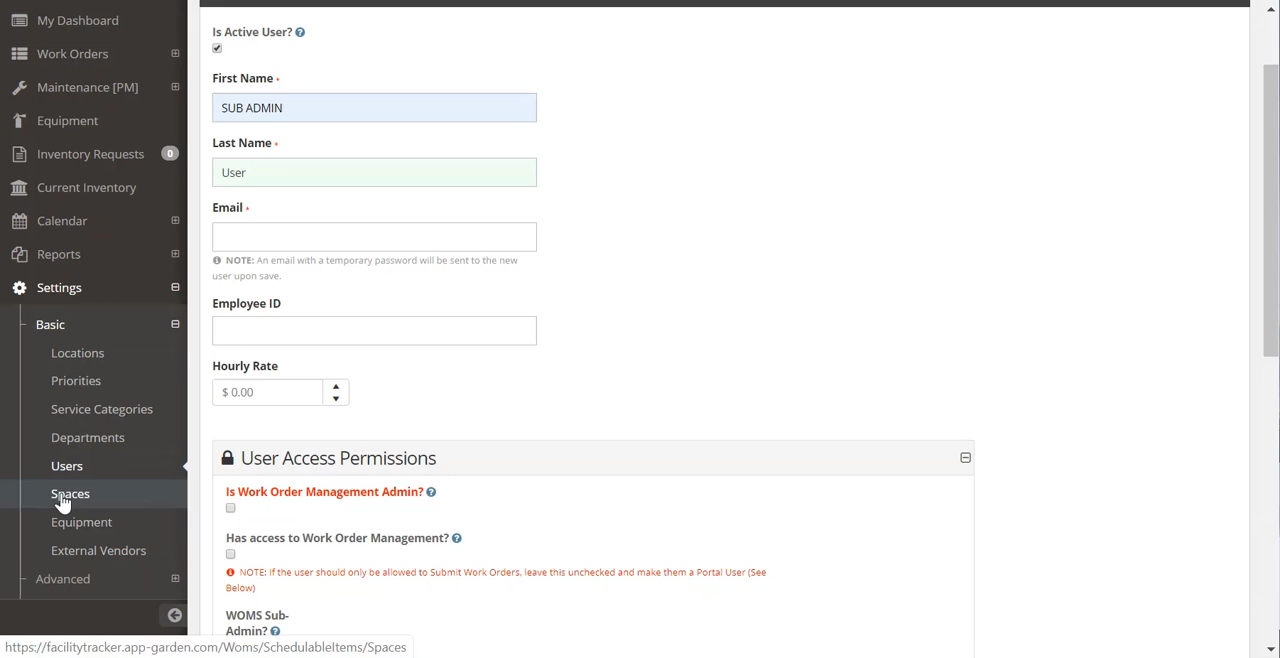 My Dashboard
Work Orders
Maintenance [PM]
Equipment
Inventory Requests 0
Current Inventory
Calendar
Reports
Settings
Basic
Locations
Priorities
Service Categories
Departments
Users
Spaces
Equipment
External Vendors
Advanced
Is Active User?
First Name *
SUB ADMIN
Last Name *
User
Email *
NOTE: An email with a temporary password will be sent to the new
user upon save.
Employee ID
Hourly Rate
$ 0.00
User Access Permissions
Is Work Order Management Admin?
Has access to Work Order Management?
NOTE: If the user should only be allowed to Submit Work Orders, leave this unchecked and make them a Portal User (See
Below)
WOMS Sub-
Admin?
https://facilitytracker.app-garden.com/Woms/SchedulableItems/Spaces